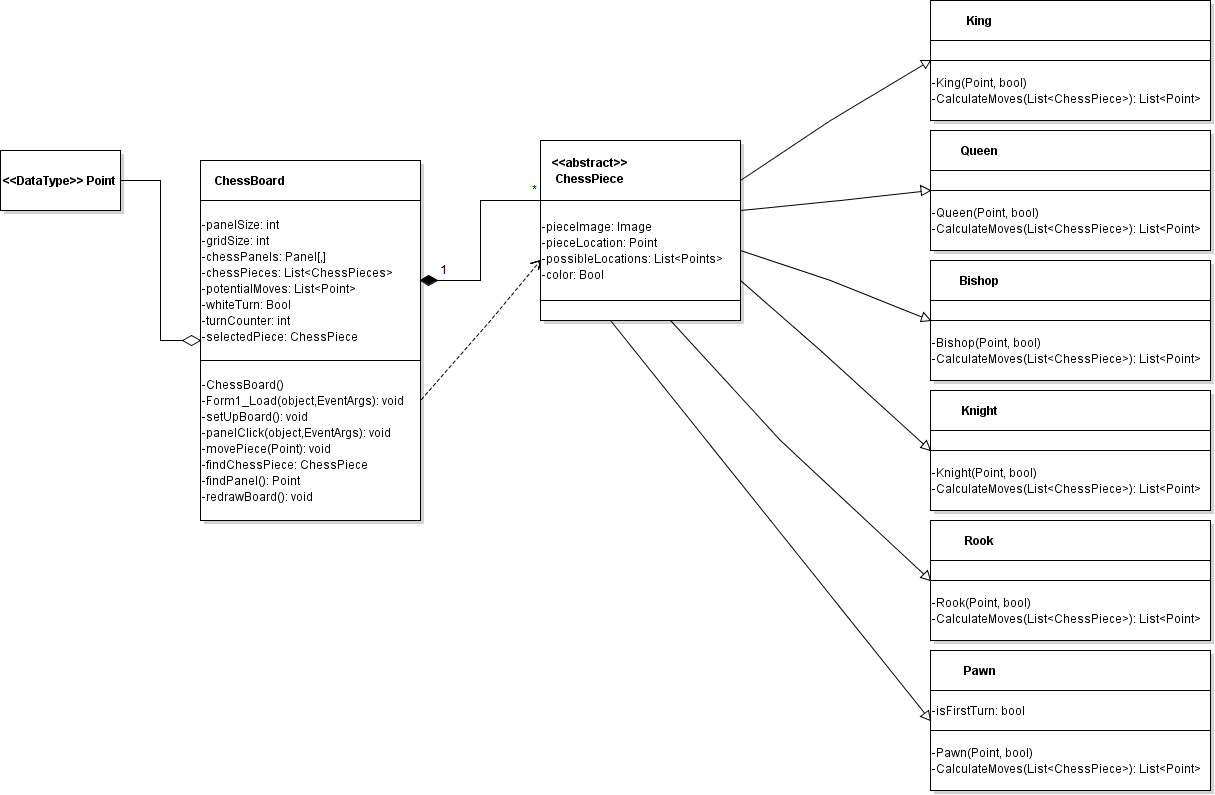 <<DataType>> Point
ChessBoard
-panelSize: int
-gridSize: int
-chessPanels: Panel[,]
-chessPieces: List<ChessPieces>
-potentialMoves: List<Point>
-whiteTurn: Bool
-turnCounter: int
-selectedPiece: ChessPiece
-ChessBoard()
-Form1_Load(object,EventArgs): void
-setUpBoard(): void
-panelClick(object,EventArgs): void
-movePiece(Point): void
-findChessPiece: ChessPiece
-findPanel(): Point
-redrawBoard(): void
1
*
<<abstract>>
ChessPiece
-pieceImage: Image
-pieceLocation: Point
-possibleLocations: List<Points>
-color: Bool
King
-King(Point, bool)
-CalculateMoves(List<ChessPiece>): List<Point>
Queen
-Queen(Point, bool)
-CalculateMoves(List<ChessPiece>): List<Point>
Bishop
-Bishop(Point, bool)
-CalculateMoves(List<ChessPiece>): List<Point>
Knight
-Knight(Point, bool)
-CalculateMoves(List<ChessPiece>): List<Point>
Rook
-Rook(Point, bool)
-CalculateMoves(List<ChessPiece>): List<Point>
Pawn
-isFirstTurn: bool
-Pawn(Point, bool)
-CalculateMoves(List<ChessPiece>): List<Point>